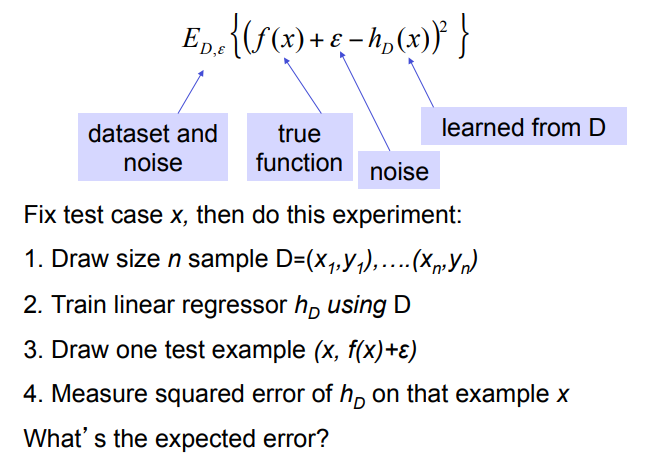 E_{D,ε} {(f(x) + ε − h_D(x))²}
dataset and
noise
true
function
noise
learned from D
Fix test case x, then do this experiment:
1. Draw size n sample D=(x₁,y₁),….(xₙ,yₙ)
2. Train linear regressor h_D using D
3. Draw one test example (x, f(x)+ε)
4. Measure squared error of h_D on that example x
What's the expected error?